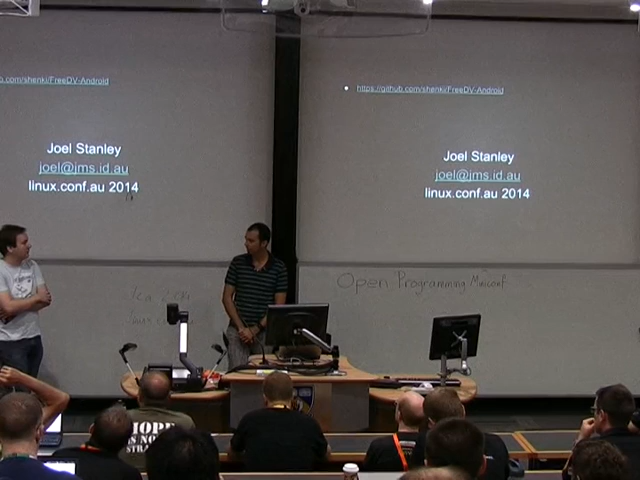 b.com/shenki/FreeDV-Android
Joel Stanley
joel@jms.id.au
linux.conf.au 2014
https://github.com/shenki/FreeDV-Android
Joel Stanley
joel@jms.id.au
linux.conf.au 2014
Open Programming Miniconf